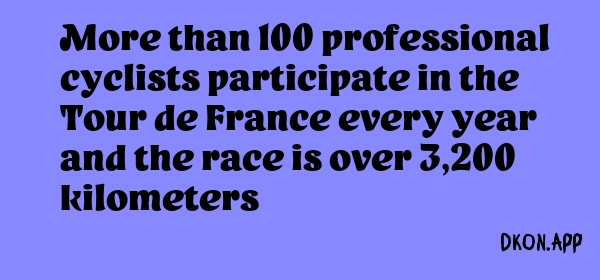 More than 100 professional
cyclists participate in the
Tour de France every year
and the race is over 3,200
kilometers
DKON.APP